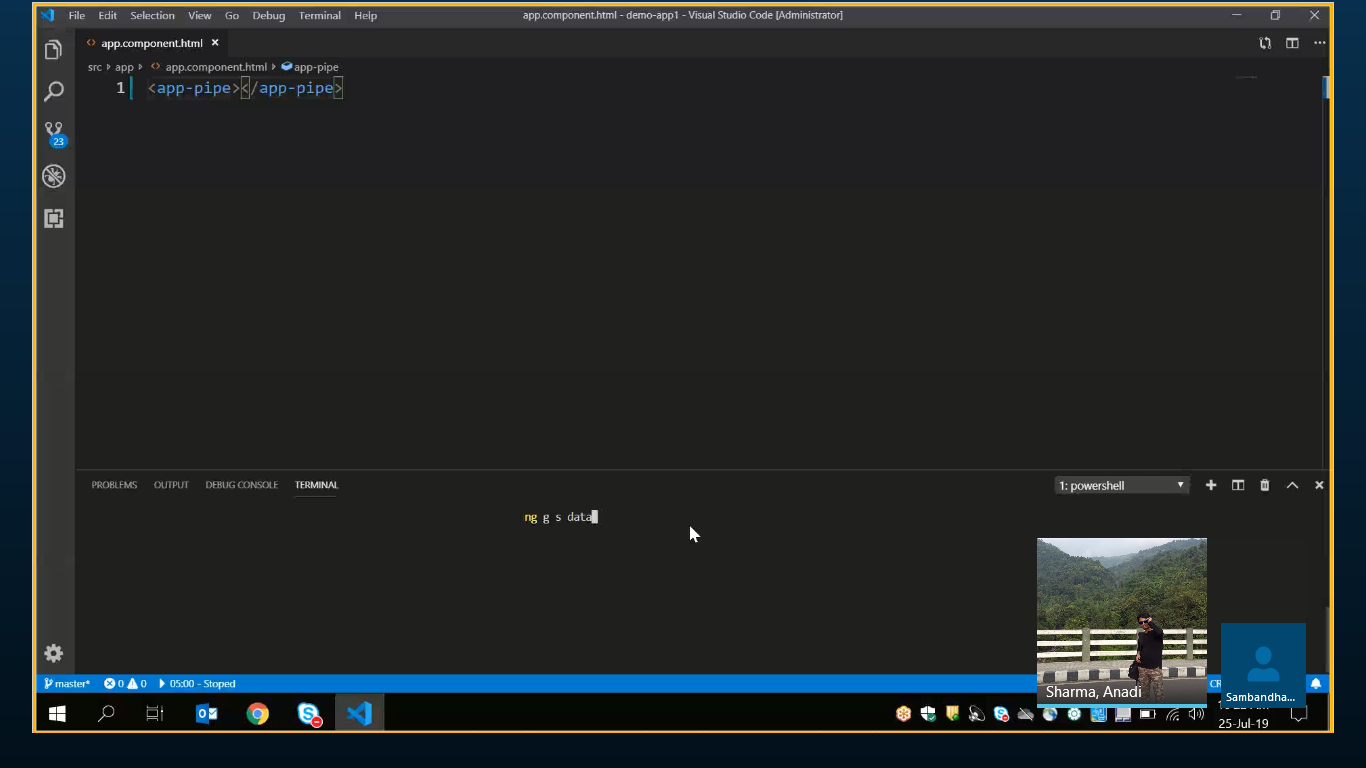 File Edit Selection View Go Debug Terminal Help
app.component.html - demo-app1 - Visual Studio Code [Administrator]
app.component.html
src app app.component.html app-pipe
1 <app-pipe></app-pipe>
23
PROBLEMS OUTPUT DEBUG CONSOLE TERMINAL
1: powershell
ng g s data
Sharma, Anadi
Sambandha...
master* 0 0 05:00 - Stoped
25-Jul-19